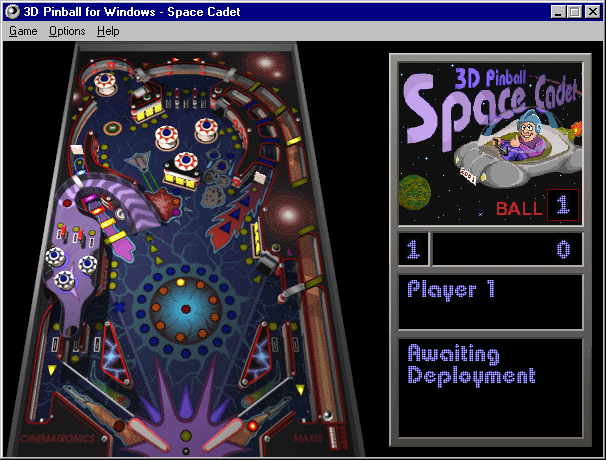 3D Pinball for Windows - Space Cadet
Game Options Help
3D Pinball
Space Cadet
BALL 1
1 0
Player 1
Awaiting
Deployment
CINEMATRONICS MAXIS